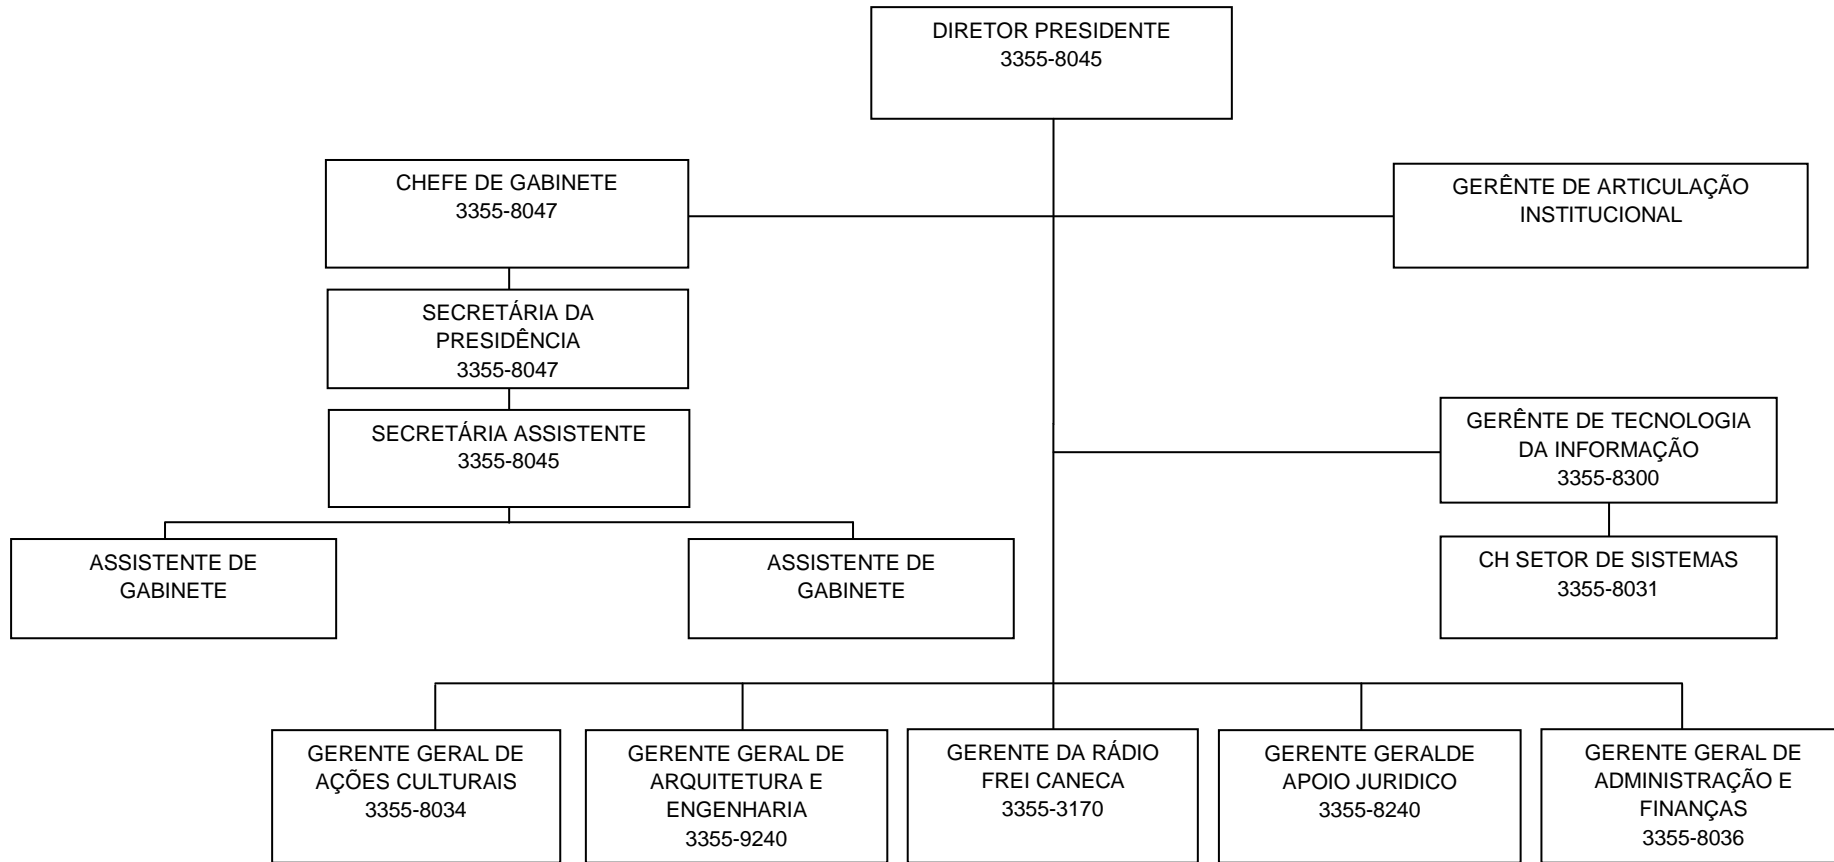 DIRETOR PRESIDENTE
3355-8045
CHEFE DE GABINETE
3355-8047
GERÊNTE DE ARTICULAÇÃO
INSTITUCIONAL
SECRETÁRIA DA
PRESIDÊNCIA
3355-8047
SECRETÁRIA ASSISTENTE
3355-8045
GERÊNTE DE TECNOLOGIA
DA INFORMAÇÃO
3355-8300
ASSISTENTE DE
GABINETE
ASSISTENTE DE
GABINETE
CH SETOR DE SISTEMAS
3355-8031
GERENTE GERAL DE
AÇÕES CULTURAIS
3355-8034
GERENTE GERAL DE
ARQUITETURA E
ENGENHARIA
3355-9240
GERENTE DA RÁDIO
FREI CANECA
3355-3170
GERENTE GERALDE
APOIO JURIDICO
3355-8240
GERENTE GERAL DE
ADMINISTRAÇÃO E
FINANÇAS
3355-8036